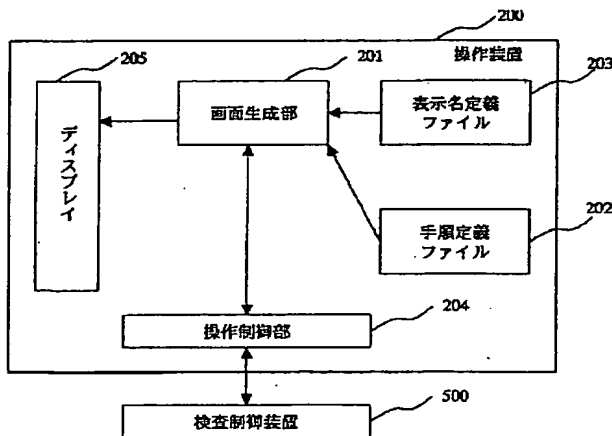 200
操作装置
205
201
203
画面生成部
表示名定義
ファイル
ディスプレイ
202
手順定義
ファイル
204
操作制御部
500
検査制御装置